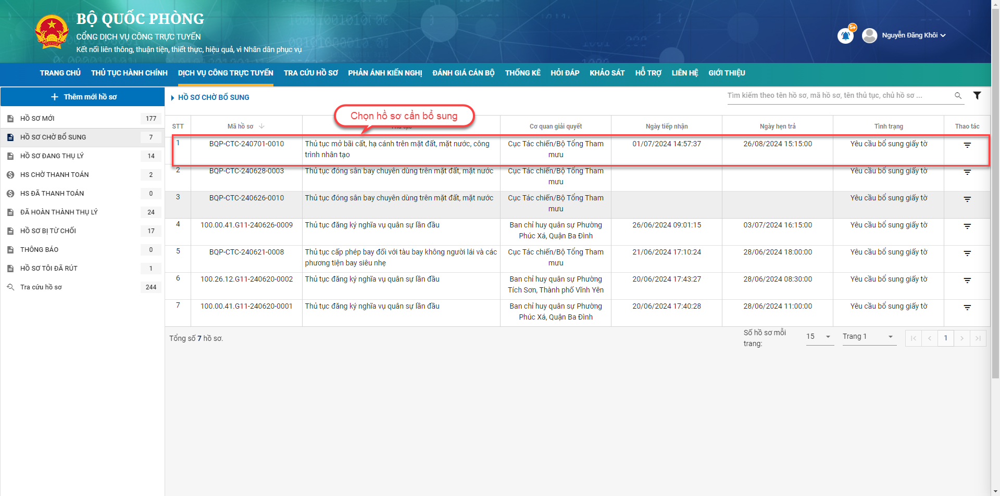 BỘ QUỐC PHÒNG
CỔNG DỊCH VỤ CÔNG TRỰC TUYẾN
Kết nối liên thông, thuận tiện, thiết thực, hiệu quả, vì Nhân dân phục vụ
5+
Nguyễn Đăng Khôi
TRANG CHỦ THỦ TỤC HÀNH CHÍNH DỊCH VỤ CÔNG TRỰC TUYẾN TRA CỨU HỒ SƠ PHẢN ÁNH KIẾN NGHỊ ĐÁNH GIÁ CÁN BỘ THỐNG KÊ HỎI ĐÁP KHẢO SÁT HỖ TRỢ LIÊN HỆ GIỚI THIỆU
Thêm mới hồ sơ
HỒ SƠ MỚI 177
HỒ SƠ CHỜ BỔ SUNG 7
HỒ SƠ ĐANG THỤ LÝ 14
HS CHỜ THANH TOÁN 2
HS ĐÃ THANH TOÁN 0
ĐÃ HOÀN THÀNH THỤ LÝ 24
HỒ SƠ BỊ TỪ CHỐI 17
THÔNG BÁO 0
HỒ SƠ TÔI ĐÃ RÚT 1
Tra cứu hồ sơ 244
HỒ SƠ CHỜ BỔ SUNG
Tìm kiếm theo tên hồ sơ, mã hồ sơ, tên thủ tục, chủ hồ sơ ...
Chọn hồ sơ cần bổ sung
STT Mã hồ sơ Thủ tục Cơ quan giải quyết Ngày tiếp nhận Ngày hẹn trả Tình trạng Thao tác
1 BQP-CTC-240701-0010 Thủ tục mở bãi cất, hạ cánh trên mặt đất, mặt nước, công Cục Tác chiến/Bộ Tổng Tham 01/07/2024 14:57:37 26/08/2024 15:15:00 Yêu cầu bổ sung giấy tờ
trình nhân tạo mưu
2 BQP-CTC-240628-0003 Thủ tục đóng sân bay chuyên dùng trên mặt đất, mặt nước Cục Tác chiến/Bộ Tổng Tham Yêu cầu bổ sung giấy tờ
mưu
3 BQP-CTC-240626-0010 Thủ tục đóng sân bay chuyên dùng trên mặt đất, mặt nước Cục Tác chiến/Bộ Tổng Tham Yêu cầu bổ sung giấy tờ
mưu
4 100.00.41.G11-240626-0009 Thủ tục đăng ký nghĩa vụ quân sự lần đầu Ban chỉ huy quân sự Phường 26/06/2024 09:01:15 03/07/2024 16:15:00 Yêu cầu bổ sung giấy tờ
Phúc Xá, Quận Ba Đình
5 BQP-CTC-240621-0008 Thủ tục cấp phép bay đối với tàu bay không người lái và các Cục Tác chiến/Bộ Tổng Tham 21/06/2024 17:10:24 28/06/2024 18:00:00 Yêu cầu bổ sung giấy tờ
phương tiện bay siêu nhẹ mưu
6 100.26.12.G11-240620-0002 Thủ tục đăng ký nghĩa vụ quân sự lần đầu Ban chỉ huy quân sự Phường 20/06/2024 17:43:27 28/06/2024 08:30:00 Yêu cầu bổ sung giấy tờ
Tích Sơn, Thành phố Vĩnh Yên
7 100.00.41.G11-240620-0001 Thủ tục đăng ký nghĩa vụ quân sự lần đầu Ban chỉ huy quân sự Phường 20/06/2024 17:40:28 28/06/2024 11:00:00 Yêu cầu bổ sung giấy tờ
Phúc Xá, Quận Ba Đình
Tổng số 7 hồ sơ.
Số hồ sơ mỗi
trang:
15 Trang 1 1